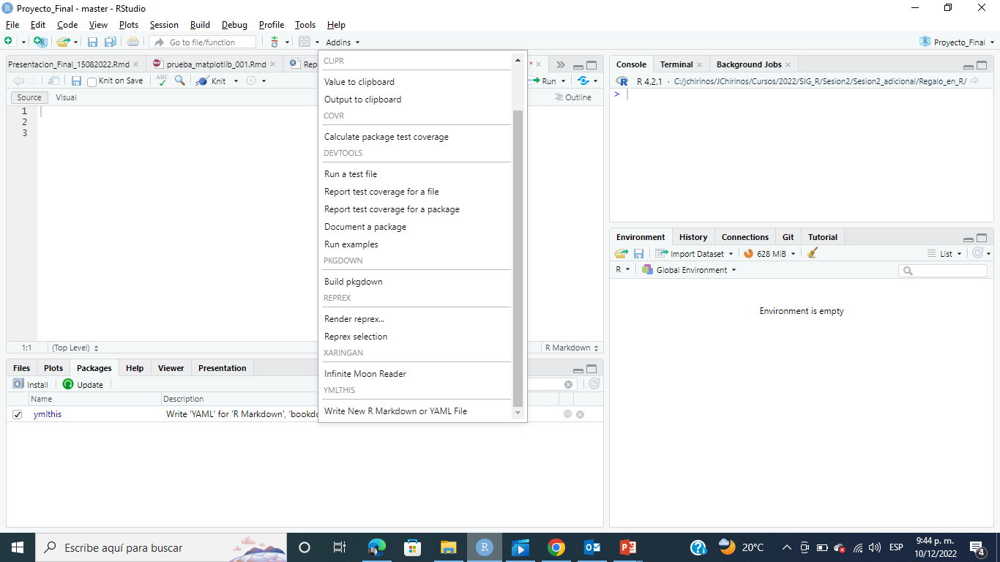 Proyecto_Final - master - RStudio
File Edit Code View Plots Session Build Debug Profile Tools Help
Go to file/function Addins Proyecto_Final
Presentacion_Final_15082022.Rmd prueba_matplotlib_001.Rmd Rep
Knit on Save ABC Knit Run
Source Visual Outline
1
2
3
1:1 (Top Level) R Markdown
CLIPR
Value to clipboard
Output to clipboard
COVR
Calculate package test coverage
DEVTOOLS
Run a test file
Report test coverage for a file
Report test coverage for a package
Document a package
Run examples
PKGDOWN
Build pkgdown
REPREX
Render reprex...
Reprex selection
XARINGAN
Infinite Moon Reader
YMLTHIS
Write New R Markdown or YAML File
Files Plots Packages Help Viewer Presentation
Install Update
Name Description
ymlthis Write 'YAML' for 'R Markdown', 'bookdo
Console Terminal Background Jobs
R 4.2.1 · C:/jchirinos/JChirinos/Cursos/2022/SIG_R/Sesion2/Sesion2_adicional/Regalo_en_R/
>
Environment History Connections Git Tutorial
Import Dataset 628 MiB List
R Global Environment
Environment is empty
Escribe aquí para buscar
20°C ESP
9:44 p. m.
10/12/2022
4